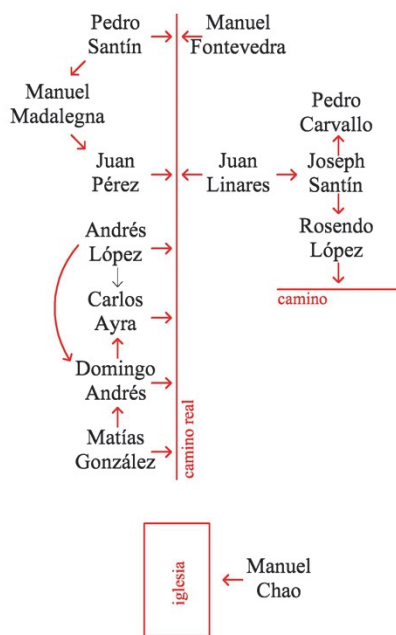 Pedro
Santín
Manuel
Fontevedra
Manuel
Madalegna
Pedro
Carvallo
Juan
Pérez
Juan
Linares
Joseph
Santín
Andrés
López
Rosendo
López
camino
Carlos
Ayra
Domingo
Andrés
camino real
Matías
González
iglesia
Manuel
Chao